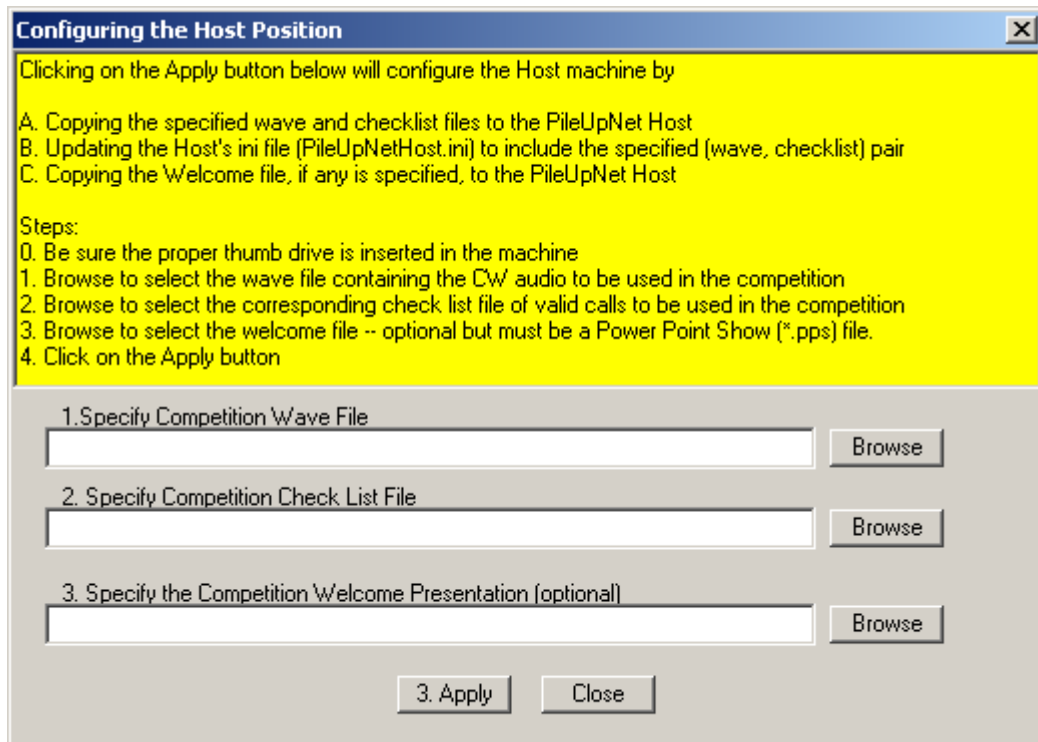 Configuring the Host Position
Clicking on the Apply button below will configure the Host machine by
A. Copying the specified wave and checklist files to the PileUpNet Host
B. Updating the Host's ini file (PileUpNetHost.ini) to include the specified (wave, checklist) pair
C. Copying the Welcome file, if any is specified, to the PileUpNet Host
Steps:
0. Be sure the proper thumb drive is inserted in the machine
1. Browse to select the wave file containing the CW audio to be used in the competition
2. Browse to select the corresponding check list file of valid calls to be used in the competition
3. Browse to select the welcome file -- optional but must be a Power Point Show (*.pps) file.
4. Click on the Apply button
1.Specify Competition Wave File
Browse
2. Specify Competition Check List File
Browse
3. Specify the Competition Welcome Presentation (optional)
Browse
3. Apply Close